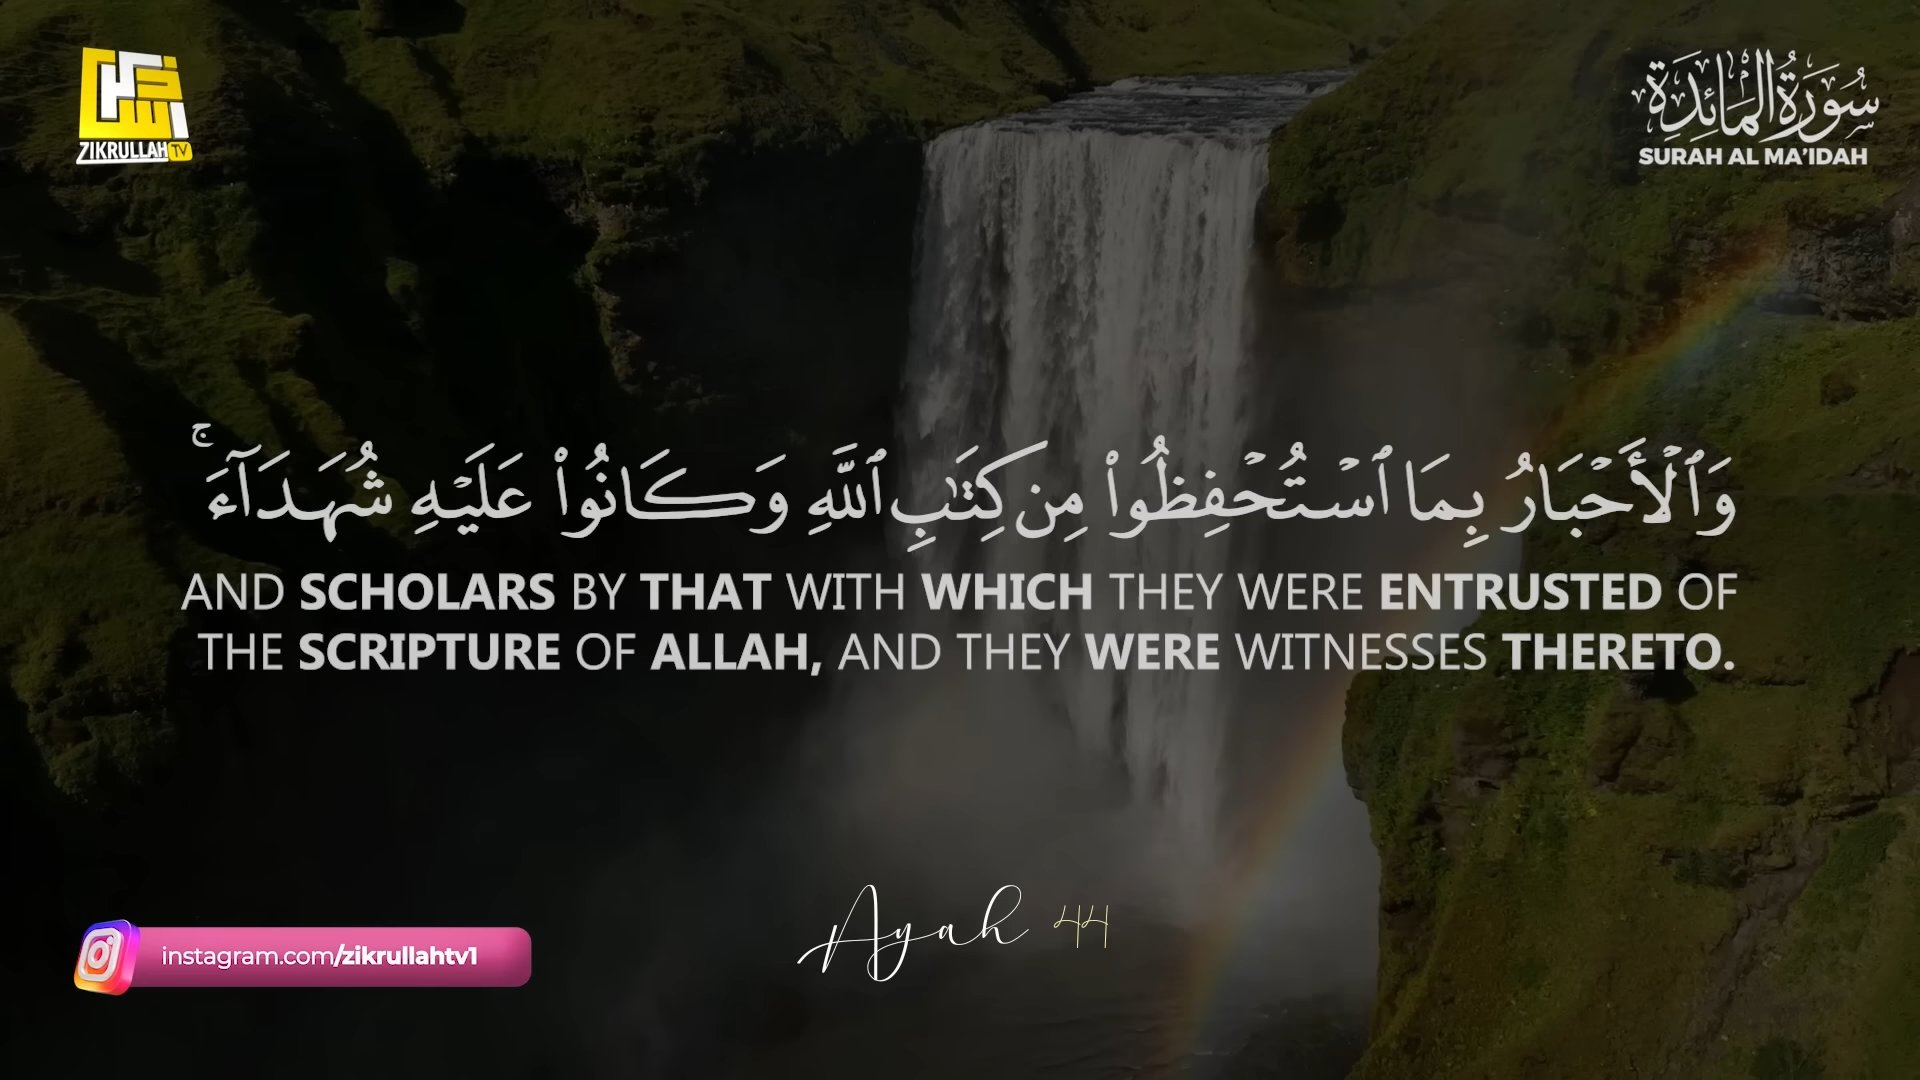 ذكر الله
ZIKRULLAH TV
سُورَةُ المَائِدَة
SURAH AL MA'IDAH
وَٱلْأَحْبَارُ بِمَا ٱسْتُحْفِظُوا۟ مِن كِتَـٰبِ ٱللَّهِ وَكَانُوا۟ عَلَيْهِ شُهَدَآءَ ۚ
AND SCHOLARS BY THAT WITH WHICH THEY WERE ENTRUSTED OF
THE SCRIPTURE OF ALLAH, AND THEY WERE WITNESSES THERETO.
Ayah 44
instagram.com/zikrullahtv1